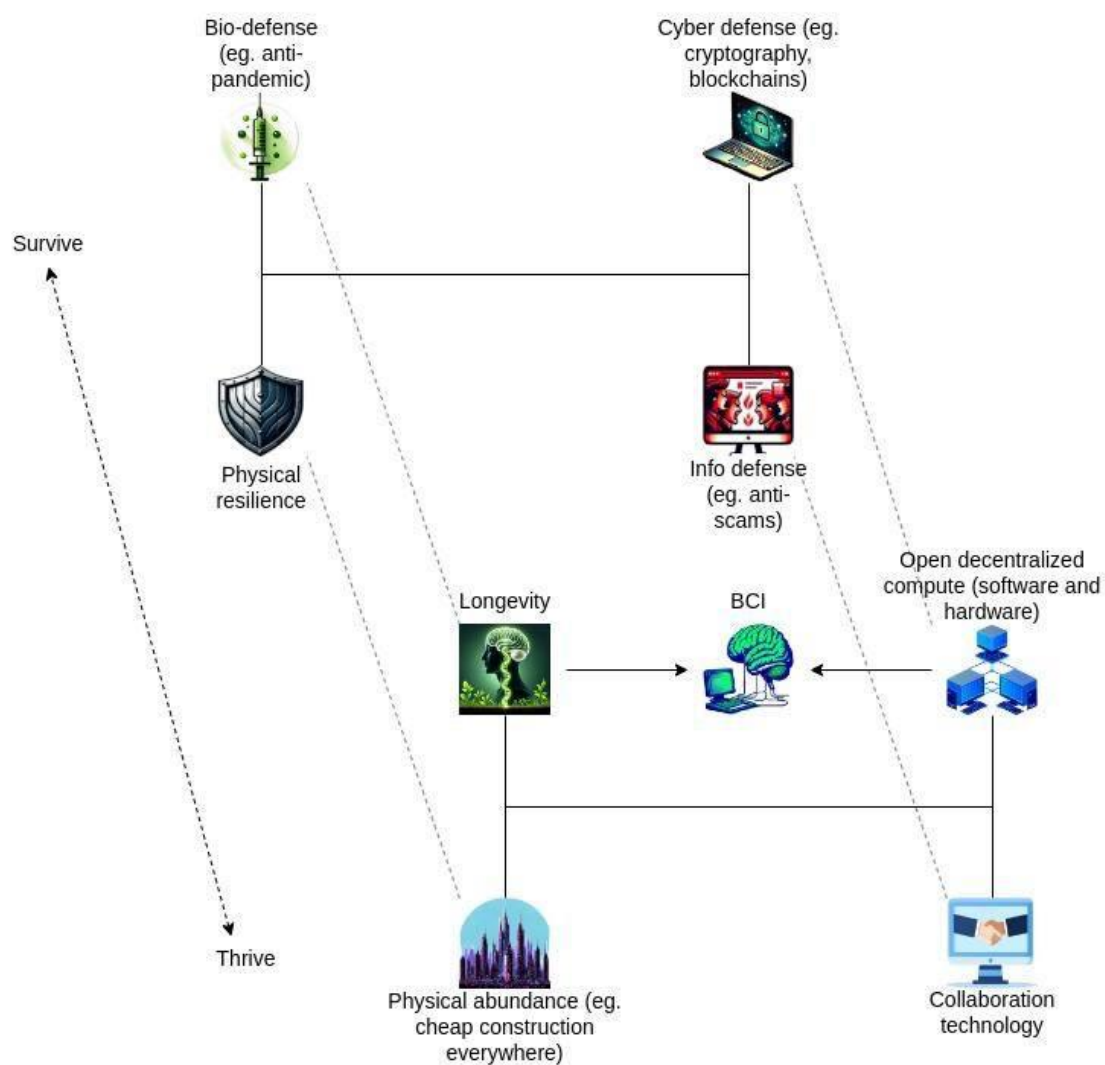 Bio-defense
(eg. anti-
pandemic)
Cyber defense (eg.
cryptography,
blockchains)
Survive
Physical
resilience
Info defense
(eg. anti-
scams)
Longevity
BCI
Open decentralized
compute (software and
hardware)
Thrive
Physical abundance (eg.
cheap construction
everywhere)
Collaboration
technology